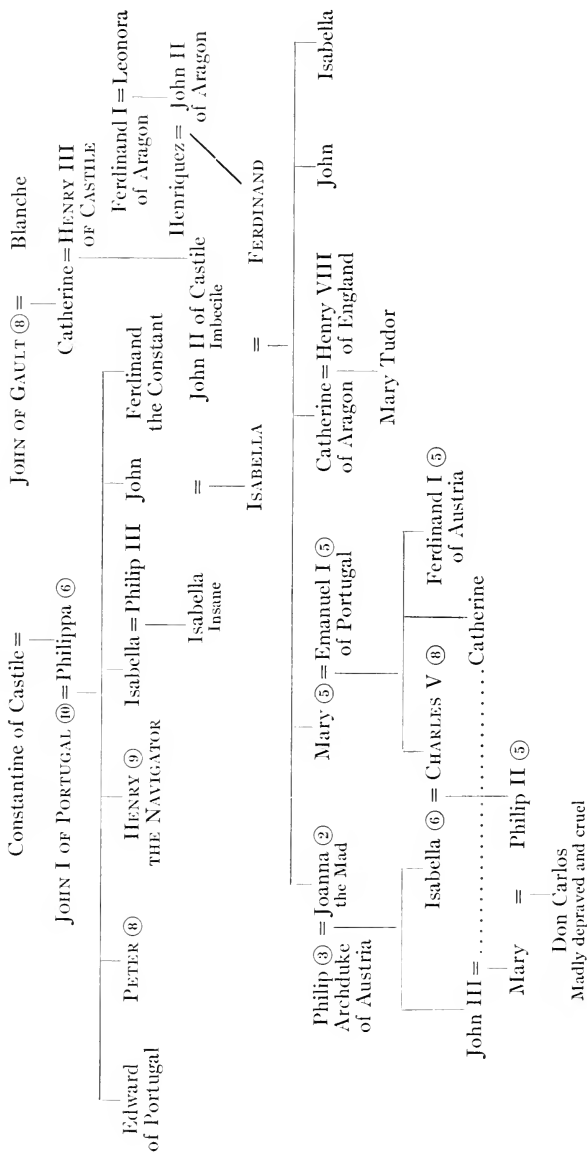 Constantine of Castile =
JOHN OF GAULT ⑧ =
Blanche
JOHN I OF PORTUGAL ⑩ = Philippa ⑥
Catherine = HENRY III
OF CASTILE
Ferdinand I = Leonora
of Aragon
Edward
of Portugal
PETER ⑧
HENRY ⑨
THE NAVIGATOR
Isabella = Philip III
John
Ferdinand
the Constant
Henriquez = John II
of Aragon
Isabella
Insane
=
John II of Castile
Imbecile
ISABELLA
=
FERDINAND
Philip ③ = Joanna ②
Archduke
of Austria
the Mad
Mary ⑤ = Emanuel I ⑤
of Portugal
Catherine = Henry VIII
of Aragon
of England
John
Isabella
Mary Tudor
John III =
Isabella ⑥ = CHARLES V ⑧
Catherine
Ferdinand I ⑤
of Austria
Mary
=
Philip II ⑤
Don Carlos
Madly depraved and cruel